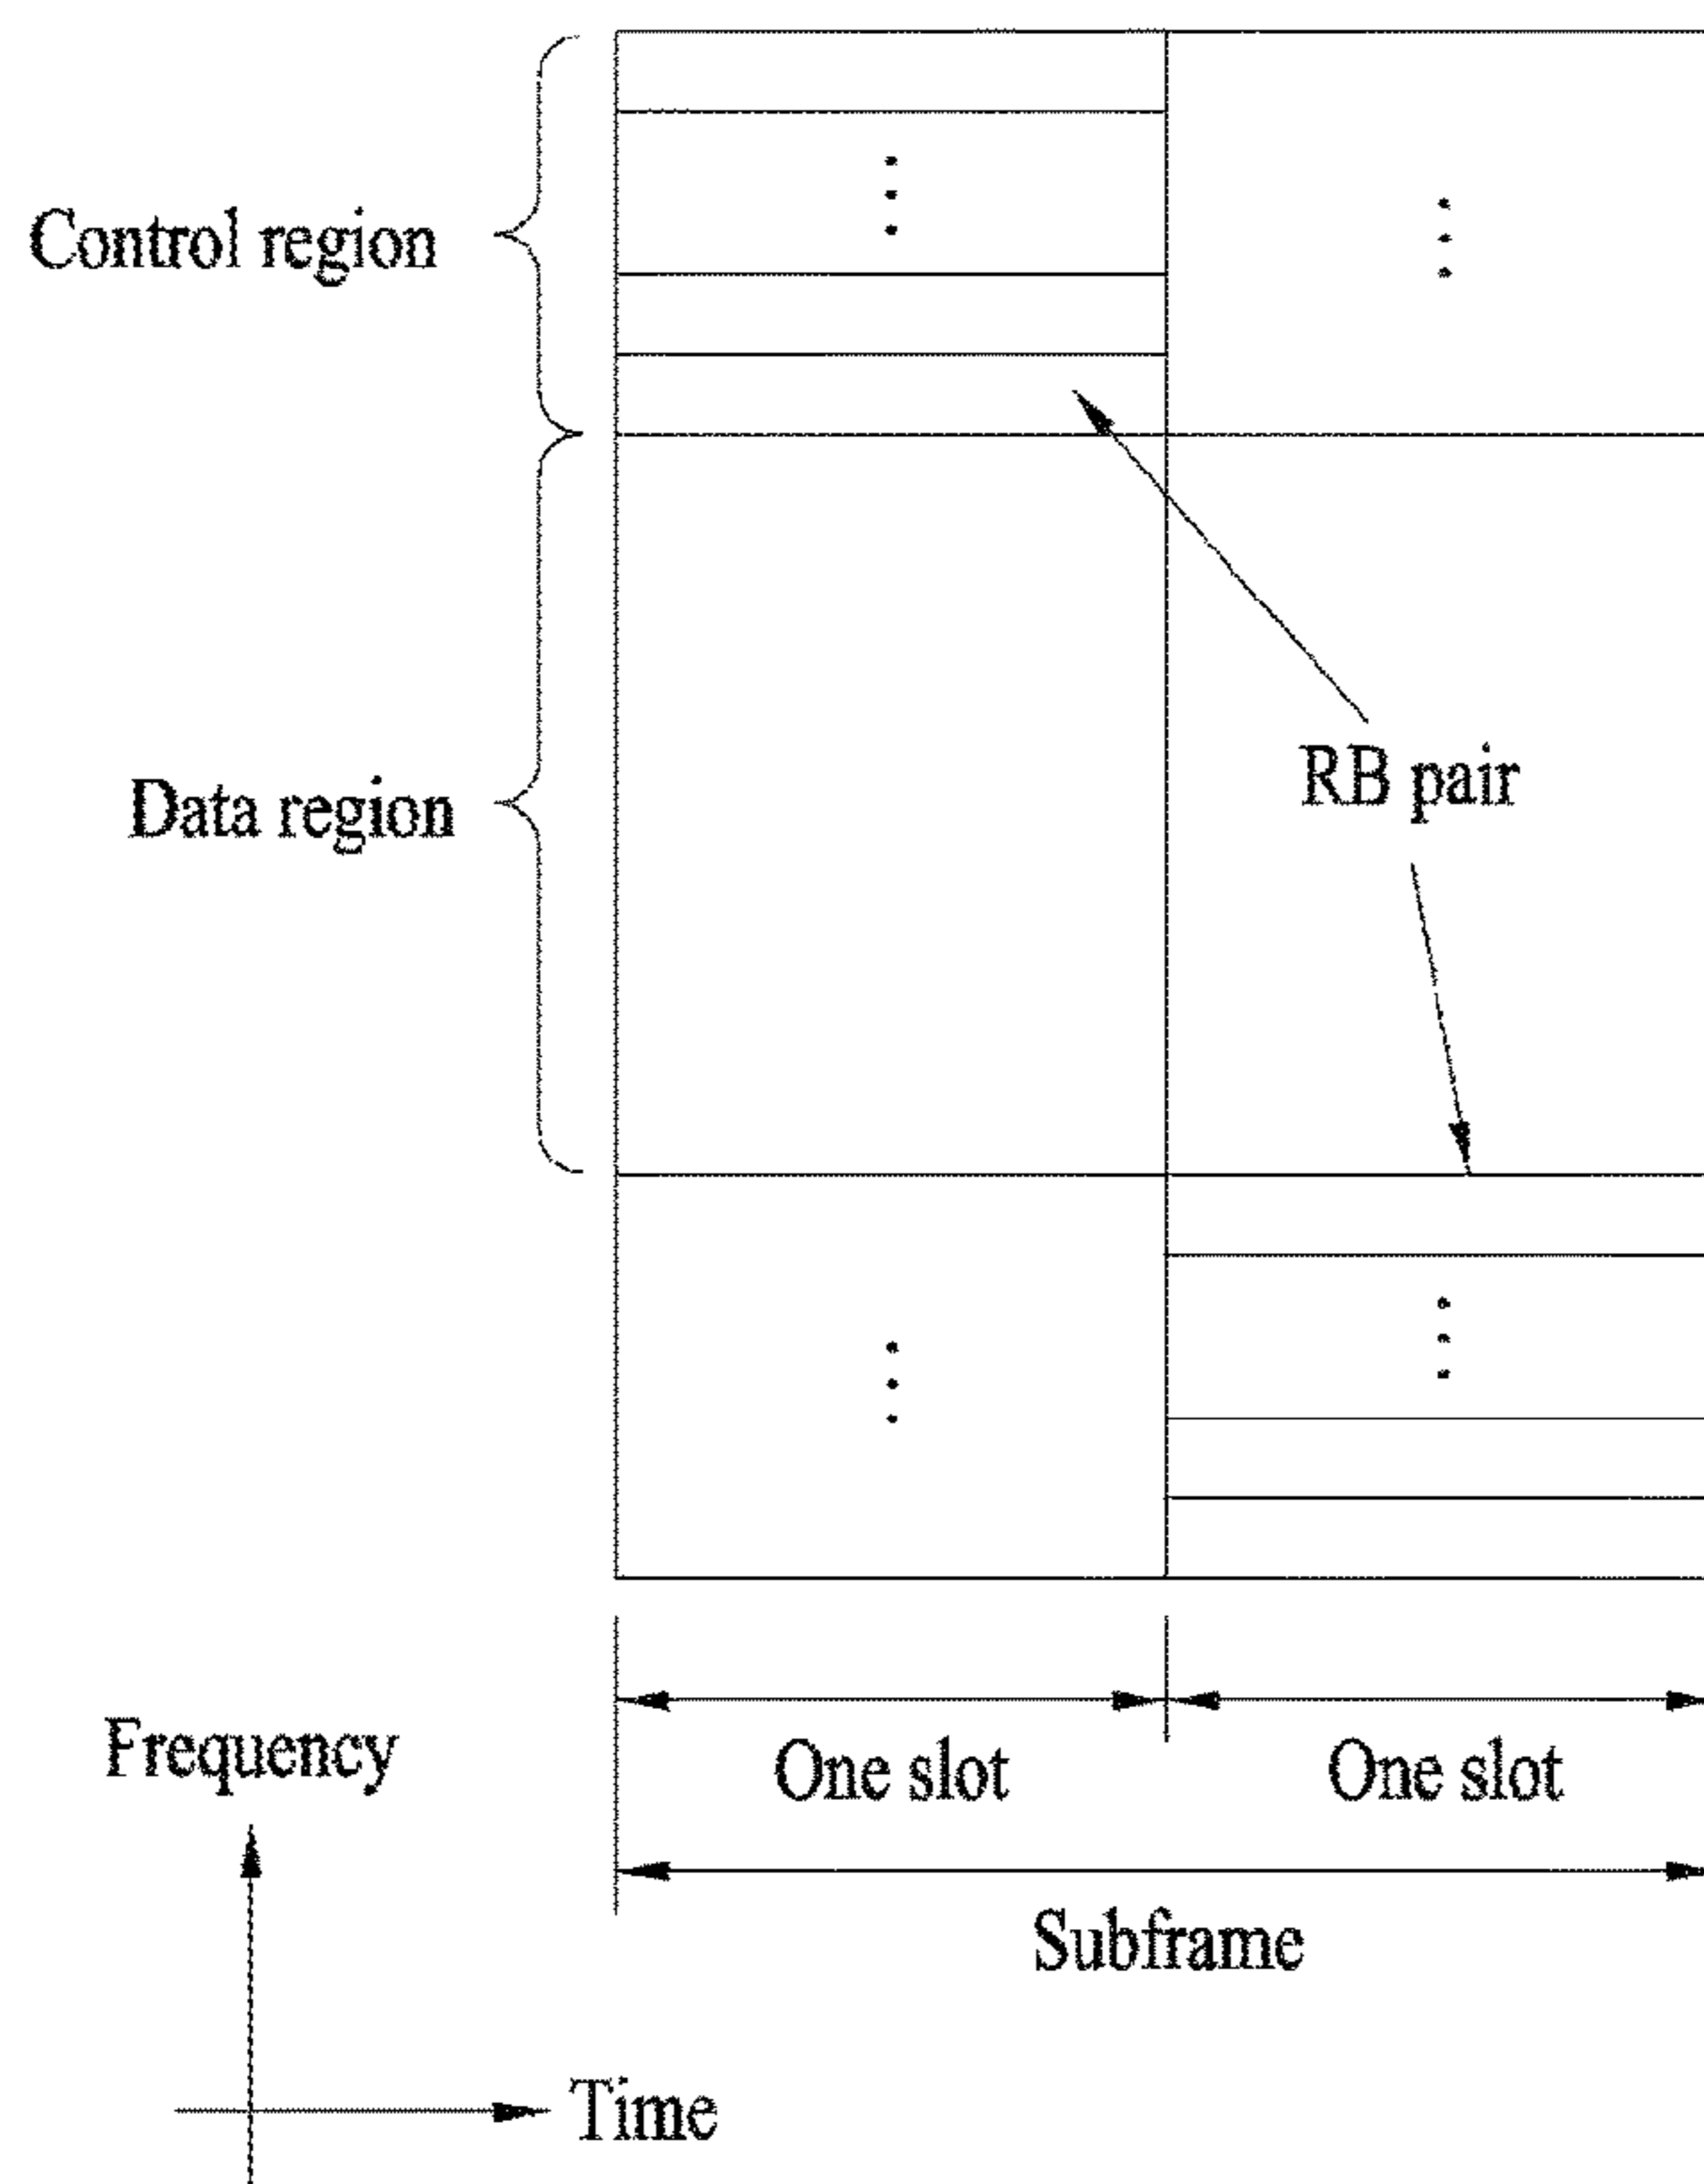 Control region
RB pair
Data region
One slot
One slot
Frequency
Subframe
Time